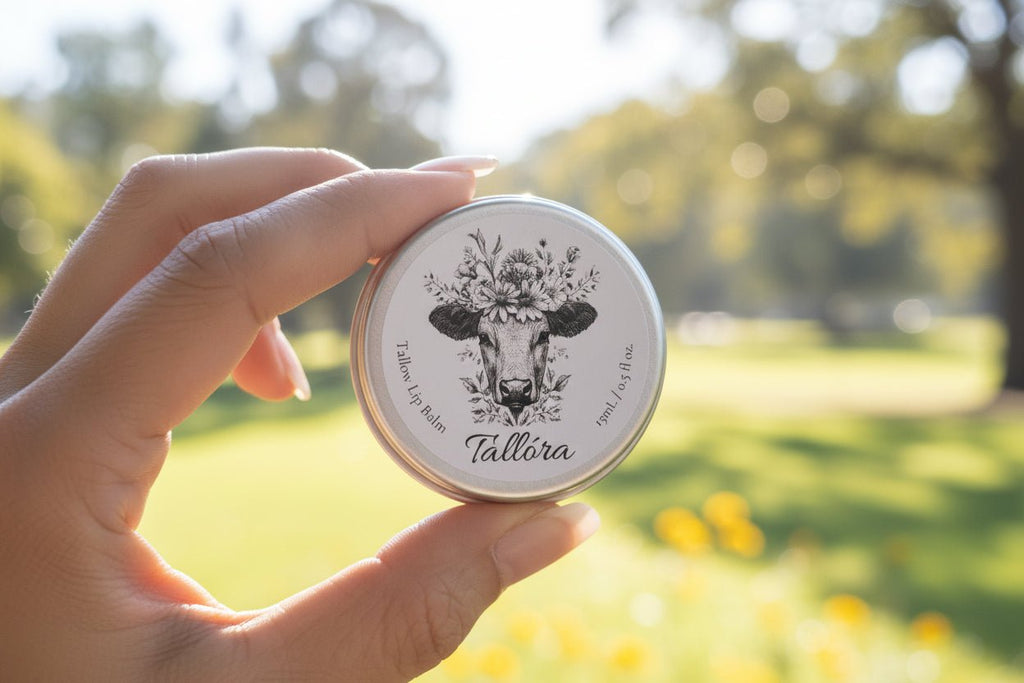 Tallow Lip Balm
15mL / 0.5 fl oz.
Tallóra